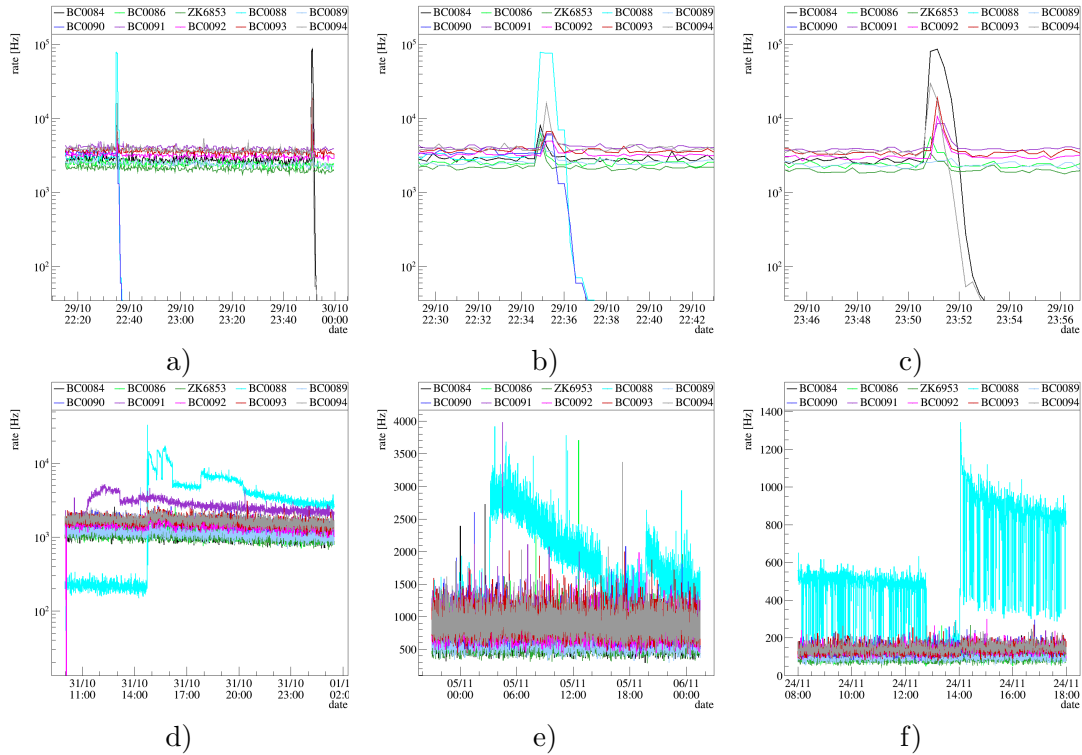 BC0084 BC0086 ZK6853 BC0088 BC0089
BC0090 BC0091 BC0092 BC0093 BC0094
rate [Hz]
10⁵
10⁴
10³
10²
29/10 29/10 29/10 29/10 29/10 30/10
22:20 22:40 23:00 23:20 23:40 00:00
date
a)
BC0084 BC0086 ZK6853 BC0088 BC0089
BC0090 BC0091 BC0092 BC0093 BC0094
rate [Hz]
10⁵
10⁴
10³
10²
29/10 29/10 29/10 29/10 29/10 29/10 29/10
22:30 22:32 22:34 22:36 22:38 22:40 22:42
date
b)
BC0084 BC0086 ZK6853 BC0088 BC0089
BC0090 BC0091 BC0092 BC0093 BC0094
rate [Hz]
10⁵
10⁴
10³
10²
29/10 29/10 29/10 29/10 29/10 29/10
23:46 23:48 23:50 23:52 23:54 23:56
date
c)
BC0084 BC0086 ZK6853 BC0088 BC0089
BC0090 BC0091 BC0092 BC0093 BC0094
rate [Hz]
10⁴
10³
10²
31/10 31/10 31/10 31/10 31/10 01/1
11:00 14:00 17:00 20:00 23:00 02:0
date
d)
BC0084 BC0086 ZK6953 BC0088 BC0089
BC0090 BC0091 BC0092 BC0093 BC0094
rate [Hz]
4000
3500
3000
2500
2000
1500
1000
500
05/11 05/11 05/11 05/11 06/11
00:00 06:00 12:00 18:00 00:00
date
e)
BC0084 BC0086 ZK6953 BC0088 BC0089
BC0090 BC0091 BC0092 BC0093 BC0094
rate [Hz]
1400
1200
1000
800
600
400
200
0
24/11 24/11 24/11 24/11 24/11 24/11
08:00 10:00 12:00 14:00 16:00 18:00
date
f)